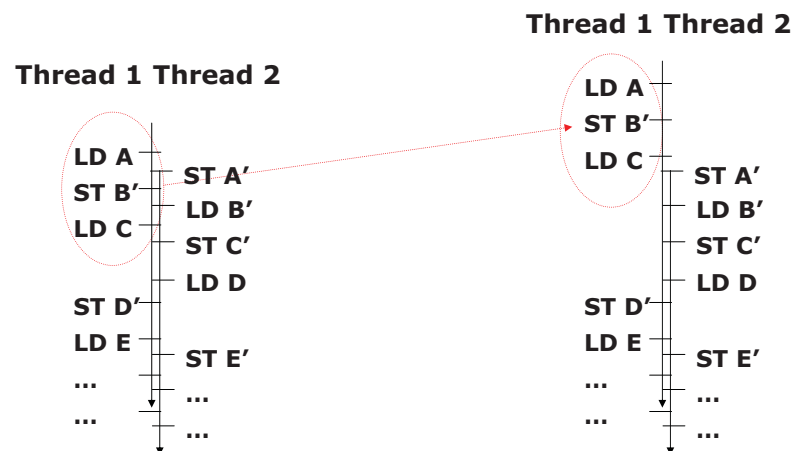 Thread 1 Thread 2
LD A
ST A′
ST B′
LD B′
LD C
ST C′
LD D
ST D′
LD E
ST E′
...
...
...
...
Thread 1 Thread 2
LD A
ST B′
LD C
ST A′
LD B′
ST C′
LD D
ST D′
LD E
ST E′
...
...
...
...